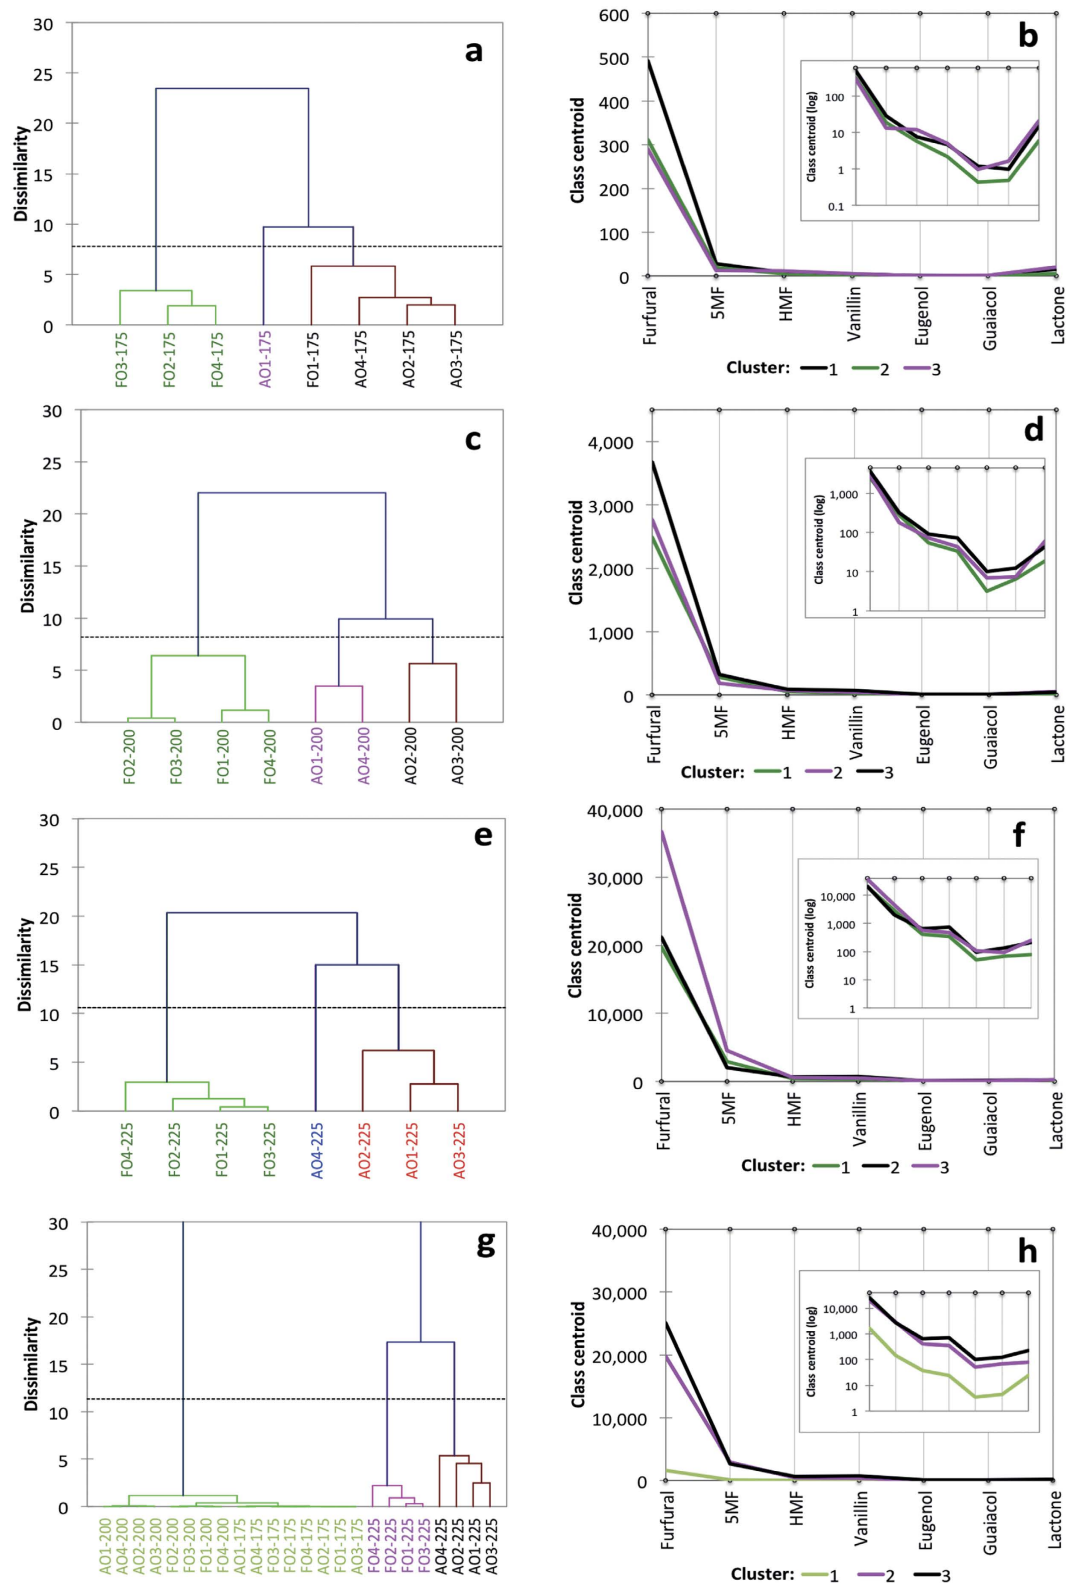 a
30
25
20
15
10
5
0
Dissimilarity
FO3-175
FO2-175
FO4-175
AO1-175
FO1-175
AO4-175
AO2-175
AO3-175
b
600
500
400
300
200
100
0
Class centroid
Class centroid (log)
100
10
1
0.1
Furfural
5MF
HMF
Vanillin
Eugenol
Guaiacol
Lactone
Cluster: 1 2 3
c
30
25
20
15
10
5
0
Dissimilarity
FO2-200
FO3-200
FO1-200
FO4-200
AO1-200
AO4-200
AO2-200
AO3-200
d
4,000
3,000
2,000
1,000
0
Class centroid
Class centroid (log)
1,000
100
10
1
Furfural
5MF
HMF
Vanillin
Eugenol
Guaiacol
Lactone
Cluster: 1 2 3
e
30
25
20
15
10
5
0
Dissimilarity
FO4-225
FO2-225
FO1-225
FO3-225
AO4-225
AO2-225
AO1-225
AO3-225
f
40,000
30,000
20,000
10,000
0
Class centroid
Class centroid (log)
10,000
1,000
100
10
1
Furfural
5MF
HMF
Vanillin
Eugenol
Guaiacol
Lactone
Cluster: 1 2 3
g
30
25
20
15
10
5
0
Dissimilarity
AO1-200
AO4-200
AO2-200
AO3-200
FO2-200
FO3-200
FO1-200
FO4-200
AO1-175
AO4-175
FO3-175
FO2-175
FO4-175
AO2-175
FO1-175
AO3-175
FO4-225
FO2-225
FO1-225
FO3-225
AO4-225
AO2-225
AO1-225
AO3-225
h
40,000
30,000
20,000
10,000
0
Class centroid
Class centroid (log)
10,000
1,000
100
10
1
Furfural
5MF
HMF
Vanillin
Eugenol
Guaiacol
Lactone
Cluster: 1 2 3